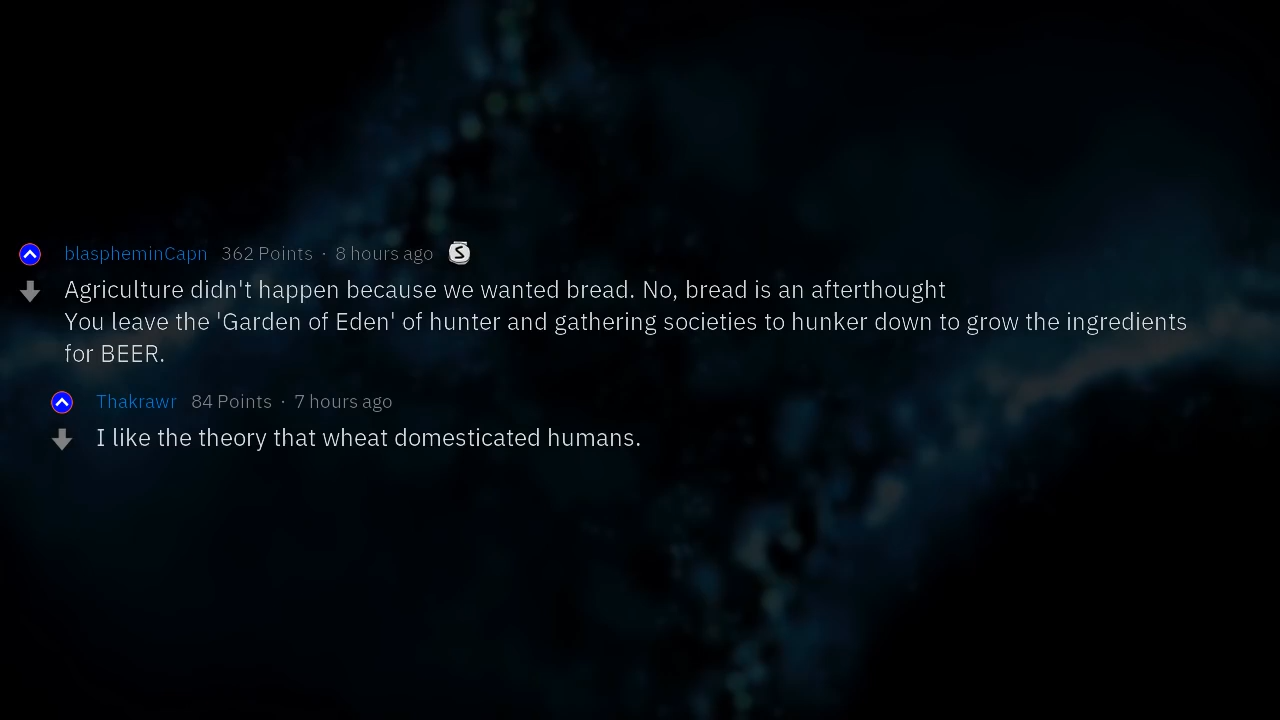 blaspheminCapn 362 Points · 8 hours ago S
Agriculture didn't happen because we wanted bread. No, bread is an afterthought
You leave the 'Garden of Eden' of hunter and gathering societies to hunker down to grow the ingredients
for BEER.
Thakrawr 84 Points · 7 hours ago
I like the theory that wheat domesticated humans.